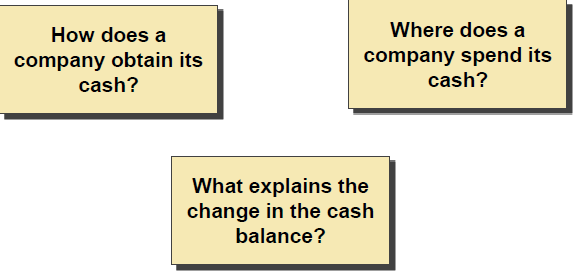 How does a
company obtain its
cash?
Where does a
company spend its
cash?
What explains the
change in the cash
balance?